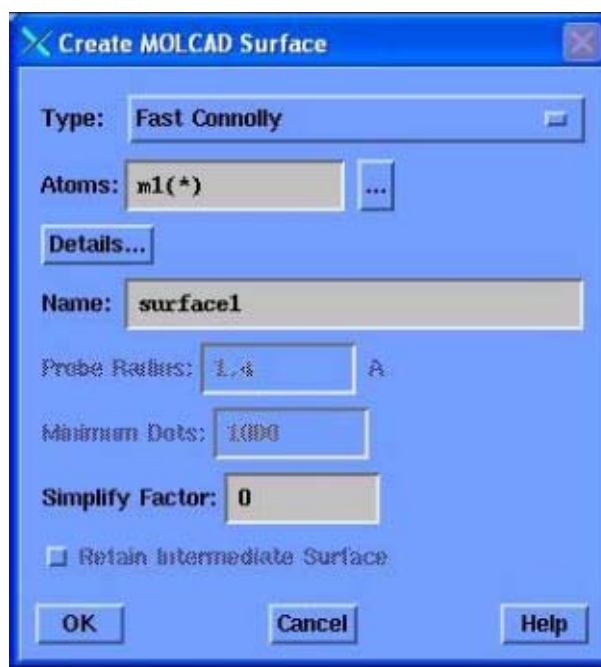 Create MOLCAD Surface
Type: Fast Connolly
Atoms: m1(*) ...
Details...
Name: surface1
Probe Radius: 1.4 A
Minimum Dots: 1000
Simplify Factor: 0
Retain Intermediate Surface
OK Cancel Help